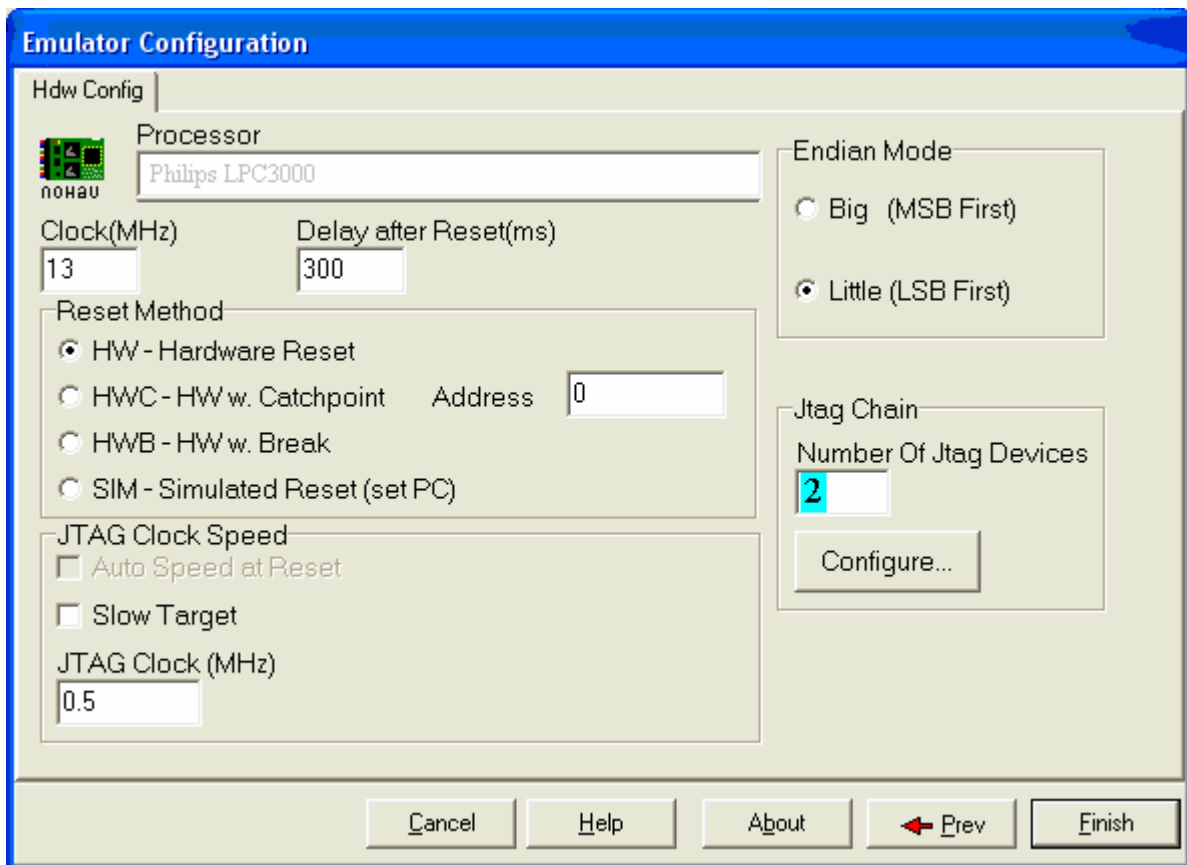 Emulator Configuration
Hdw Config
Processor
Philips LPC3000
nohau
Clock(MHz)
13
Delay after Reset(ms)
300
Reset Method
HW - Hardware Reset
HWC - HW w. Catchpoint Address 0
HWB - HW w. Break
SIM - Simulated Reset (set PC)
JTAG Clock Speed
Auto Speed at Reset
Slow Target
JTAG Clock (MHz)
0.5
Endian Mode
Big (MSB First)
Little (LSB First)
Jtag Chain
Number Of Jtag Devices
2
Configure...
Cancel Help About Prev Finish